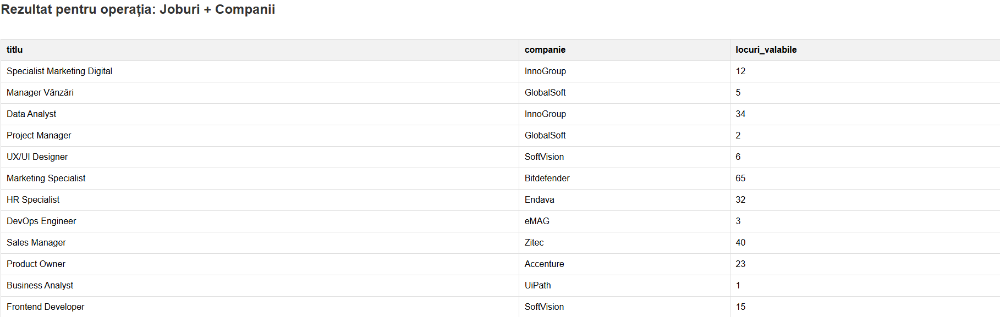 Rezultat pentru operația: Joburi + Companii
titlu companie locuri_valabile
Specialist Marketing Digital InnoGroup 12
Manager Vânzări GlobalSoft 5
Data Analyst InnoGroup 34
Project Manager GlobalSoft 2
UX/UI Designer SoftVision 6
Marketing Specialist Bitdefender 65
HR Specialist Endava 32
DevOps Engineer eMAG 3
Sales Manager Zitec 40
Product Owner Accenture 23
Business Analyst UiPath 1
Frontend Developer SoftVision 15